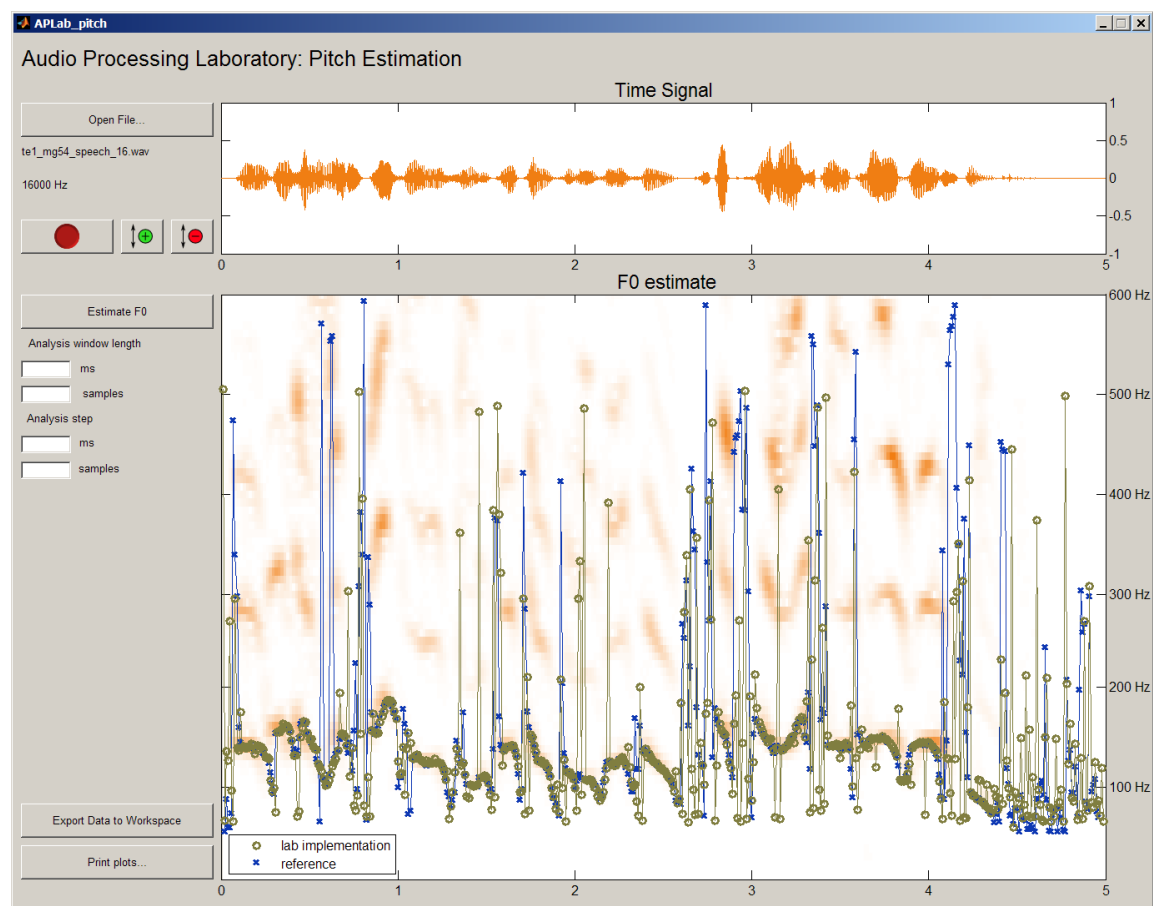 APLab_pitch
Audio Processing Laboratory: Pitch Estimation
Time Signal
Open File...
te1_mg54_speech_16.wav
16000 Hz
1
0.5
0
-0.5
-1
0 1 2 3 4 5
F0 estimate
Estimate F0
Analysis window length
ms
samples
Analysis step
ms
samples
600 Hz
500 Hz
400 Hz
300 Hz
200 Hz
100 Hz
Export Data to Workspace
Print plots...
lab implementation
reference
0 1 2 3 4 5